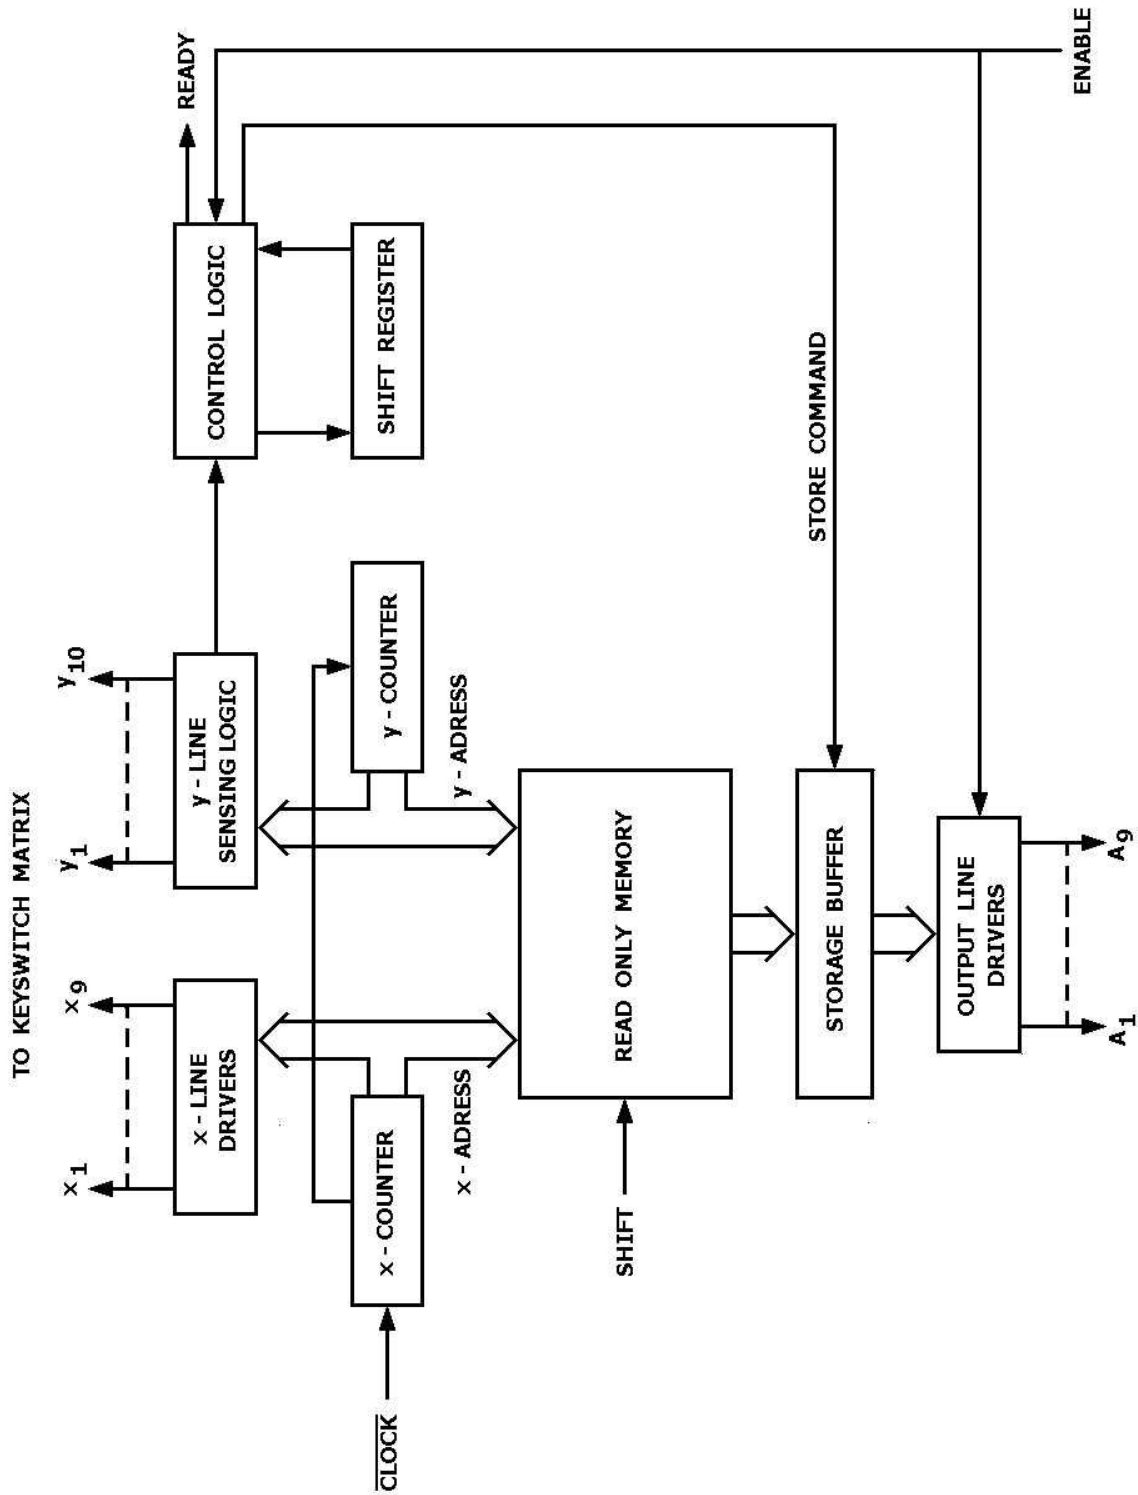 TO KEYSWITCH MATRIX
x1
x9
y1
y10
x - LINE
DRIVERS
y - LINE
SENSING LOGIC
CONTROL LOGIC
READY
CLOCK
x - COUNTER
y - COUNTER
SHIFT REGISTER
x - ADRESS
y - ADRESS
SHIFT
READ ONLY MEMORY
STORE COMMAND
STORAGE BUFFER
OUTPUT LINE
DRIVERS
ENABLE
A1
A9